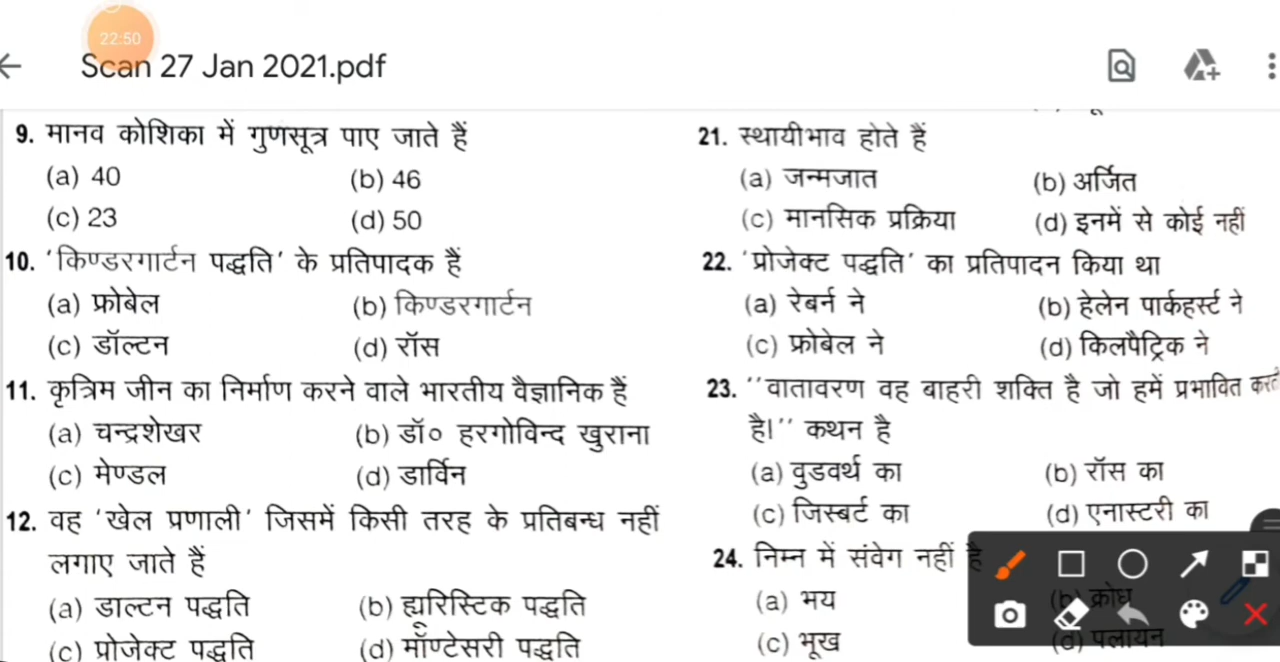 22:50
Scan 27 Jan 2021.pdf
9. मानव कोशिका में गुणसूत्र पाए जाते हैं
(a) 40 (b) 46
(c) 23 (d) 50
10. 'किण्डरगार्टन पद्धति' के प्रतिपादक हैं
(a) फ्रोबेल (b) किण्डरगार्टन
(c) डॉल्टन (d) रॉस
11. कृत्रिम जीन का निर्माण करने वाले भारतीय वैज्ञानिक हैं
(a) चन्द्रशेखर (b) डॉ० हरगोविन्द खुराना
(c) मेण्डल (d) डार्विन
12. वह 'खेल प्रणाली' जिसमें किसी तरह के प्रतिबन्ध नहीं
लगाए जाते हैं
(a) डाल्टन पद्धति (b) ह्यूरिस्टिक पद्धति
(c) प्रोजेक्ट पद्धति (d) मॉण्टेसरी पद्धति
21. स्थायीभाव होते हैं
(a) जन्मजात (b) अर्जित
(c) मानसिक प्रक्रिया (d) इनमें से कोई नहीं
22. 'प्रोजेक्ट पद्धति' का प्रतिपादन किया था
(a) रेबर्न ने (b) हेलेन पार्कहर्स्ट ने
(c) फ्रोबेल ने (d) किलपैट्रिक ने
23. ''वातावरण वह बाहरी शक्ति है जो हमें प्रभावित करती
है।'' कथन है
(a) वुडवर्थ का (b) रॉस का
(c) जिस्बर्ट का (d) एनास्टरी का
24. निम्न में संवेग नहीं है
(a) भय (b) क्रोध
(c) भूख (d) पलायन